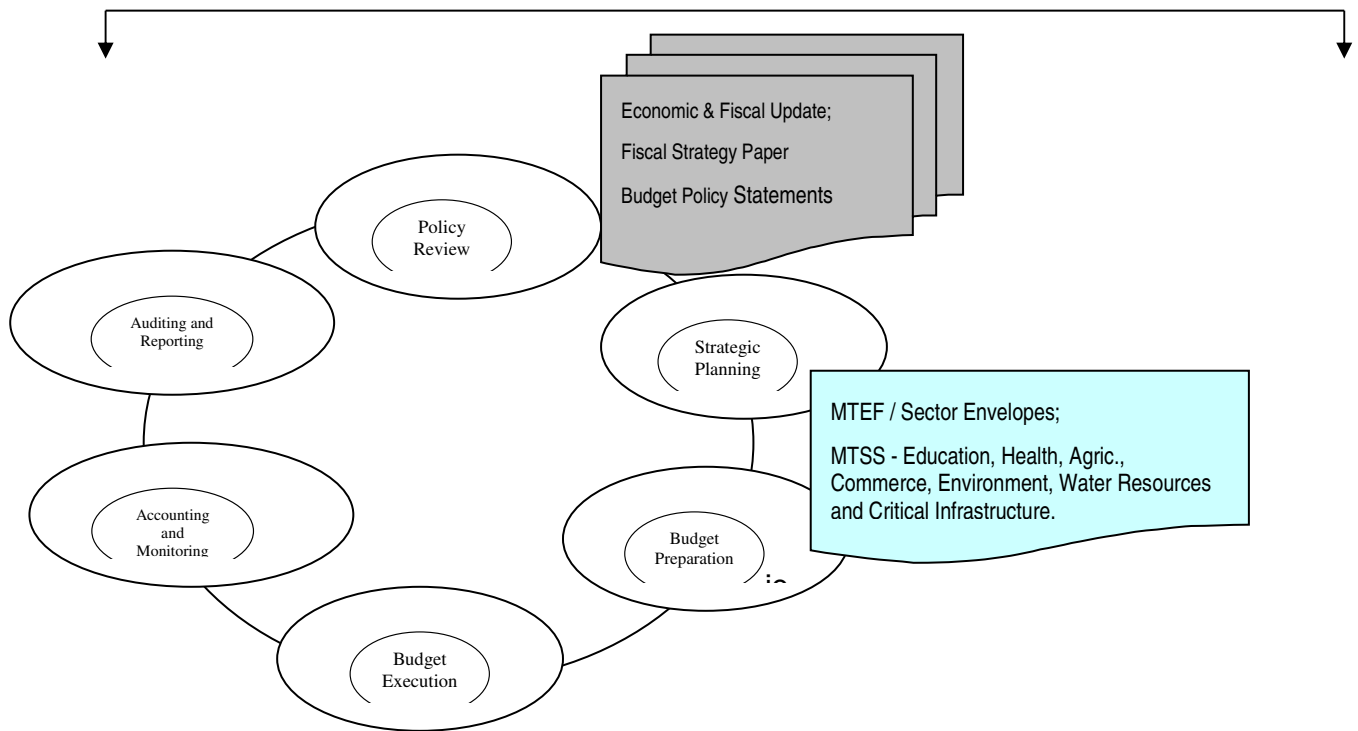 Economic & Fiscal Update;
Fiscal Strategy Paper
Budget Policy Statements
Policy
Review
Auditing and
Reporting
Strategic
Planning
MTEF / Sector Envelopes;
MTSS - Education, Health, Agric.,
Commerce, Environment, Water Resources
and Critical Infrastructure.
Accounting
and
Monitoring
Budget
Preparation
Budget
Execution